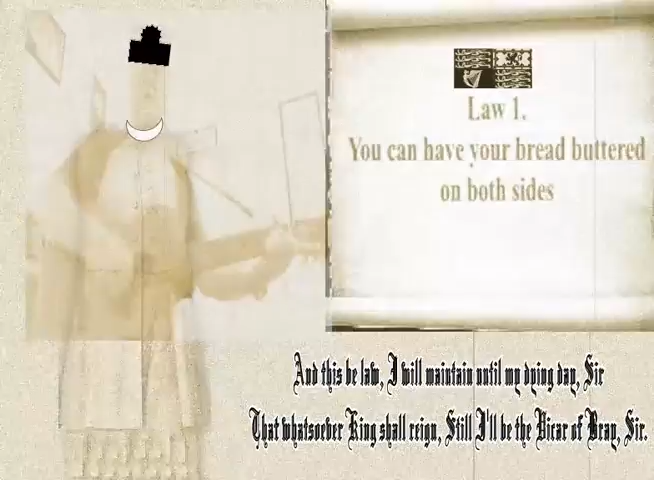 Law 1.
You can have your bread buttered
on both sides
And this be law, I will maintain until my dying day, Sir
That whatsoever King shall reign, Still I'll be the Vicar of Bray, Sir.